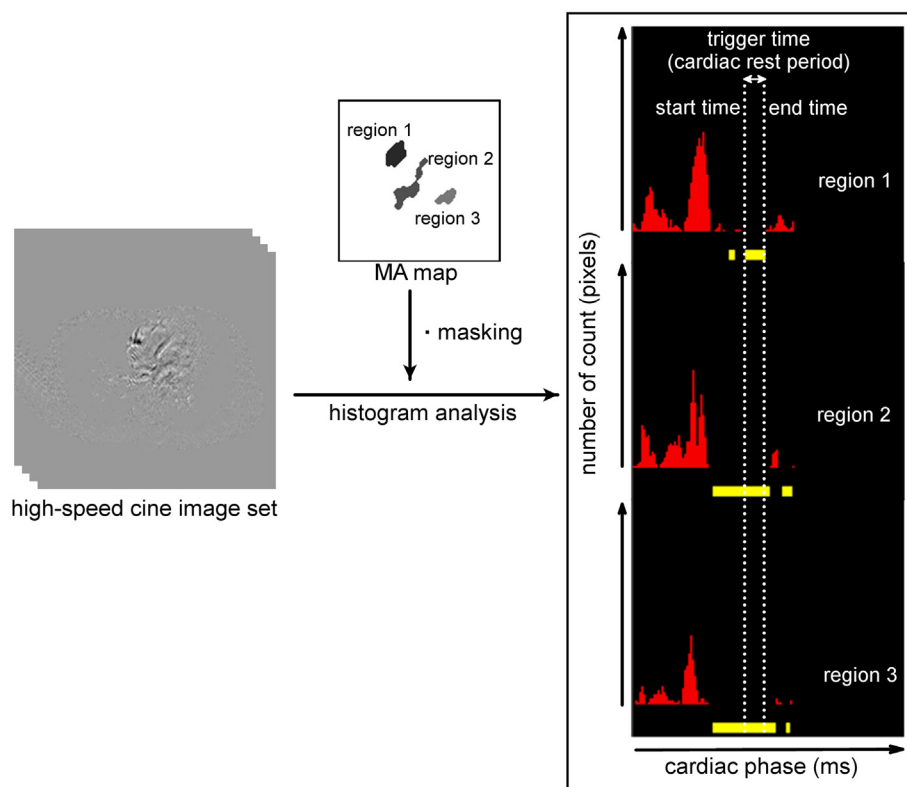 high-speed cine image set
region 1
region 2
region 3
MA map
· masking
histogram analysis
number of count (pixels)
trigger time
(cardiac rest period)
start time
end time
region 1
region 2
region 3
cardiac phase (ms)